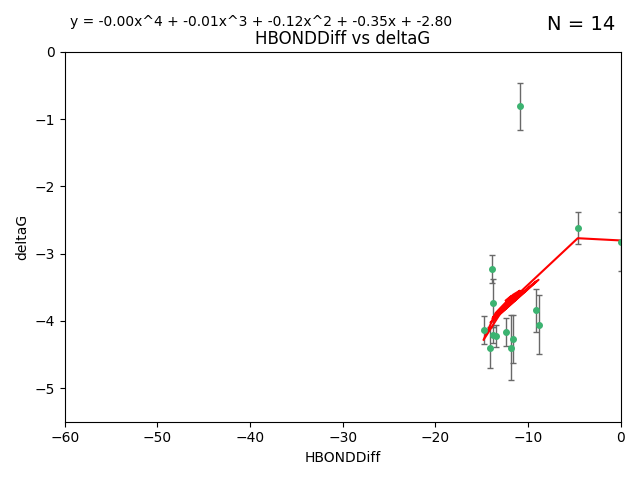 y = -0.00x^4 + -0.01x^3 + -0.12x^2 + -0.35x + -2.80
N = 14
HBONDDiff vs deltaG
0
−1
−2
−3
−4
−5
deltaG
−60
−50
−40
−30
−20
−10
0
HBONDDiff